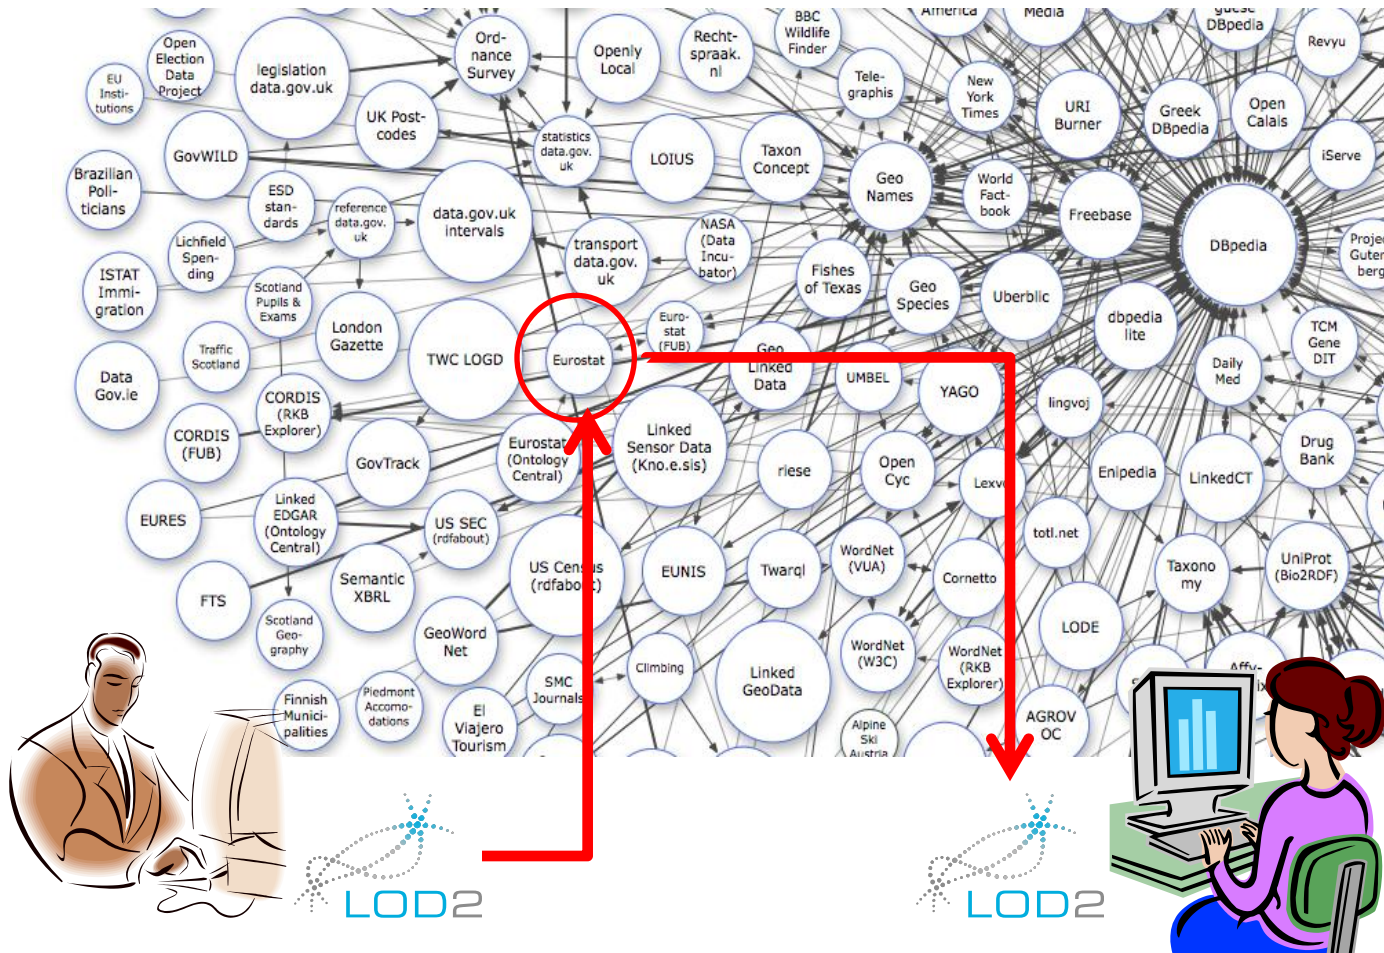 America
Media
guese
DBpedia
BBC
Wildlife
Finder
Revyu
Open
Election
Data
Project
EU
Insti-
tutions
legislation
data.gov.uk
Ord-
nance
Survey
Openly
Local
Recht-
spraak.
nl
Tele-
graphis
New
York
Times
URI
Burner
Greek
DBpedia
Open
Calais
iServe
UK Post-
codes
GovWILD
statistics
data.gov.
uk
LOIUS
Taxon
Concept
Geo
Names
World
Fact-
book
Freebase
DBpedia
Project
Guten-
berg
Brazilian
Poli-
ticians
ESD
stan-
dards
reference
data.gov.
uk
data.gov.uk
intervals
transport
data.gov.
uk
NASA
(Data
Incu-
bator)
Lichfield
Spen-
ding
ISTAT
Immi-
gration
Scotland
Pupils &
Exams
Fishes
of Texas
Geo
Species
Uberblic
dbpedia
lite
TCM
Gene
DIT
London
Gazette
TWC LOGD
Eurostat
Euro-
stat
(FUB)
Geo
Linked
Data
UMBEL
YAGO
lingvoj
Daily
Med
Traffic
Scotland
Data
Gov.ie
CORDIS
(RKB
Explorer)
CORDIS
(FUB)
GovTrack
Eurostat
(Ontology
Central)
Linked
Sensor Data
(Kno.e.sis)
riese
Open
Cyc
Lexvo
Enipedia
LinkedCT
Drug
Bank
EURES
Linked
EDGAR
(Ontology
Central)
US SEC
(rdfabout)
totl.net
FTS
Semantic
XBRL
US Census
(rdfabout)
EUNIS
Twarql
WordNet
(VUA)
Cornetto
Taxono
my
UniProt
(Bio2RDF)
Scotland
Geo-
graphy
GeoWord
Net
LODE
Climbing
Linked
GeoData
WordNet
(W3C)
WordNet
(RKB
Explorer)
Affy-
SMC
Journals
Finnish
Munici-
palities
Piedmont
Accomo-
dations
El
Viajero
Tourism
Alpine
Ski
Austria
AGROV
OC
LOD2
LOD2